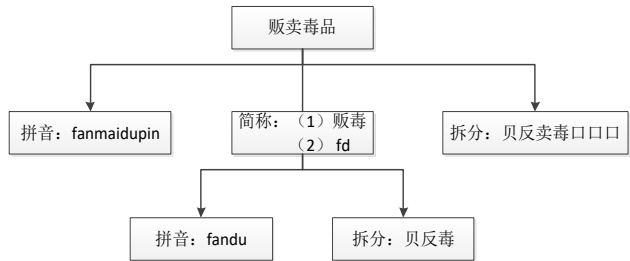 贩卖毒品
拼音：fanmaidupin
简称：（1）贩毒
（2） fd
拆分：贝反卖毒口口口
拼音：fandu
拆分：贝反毒